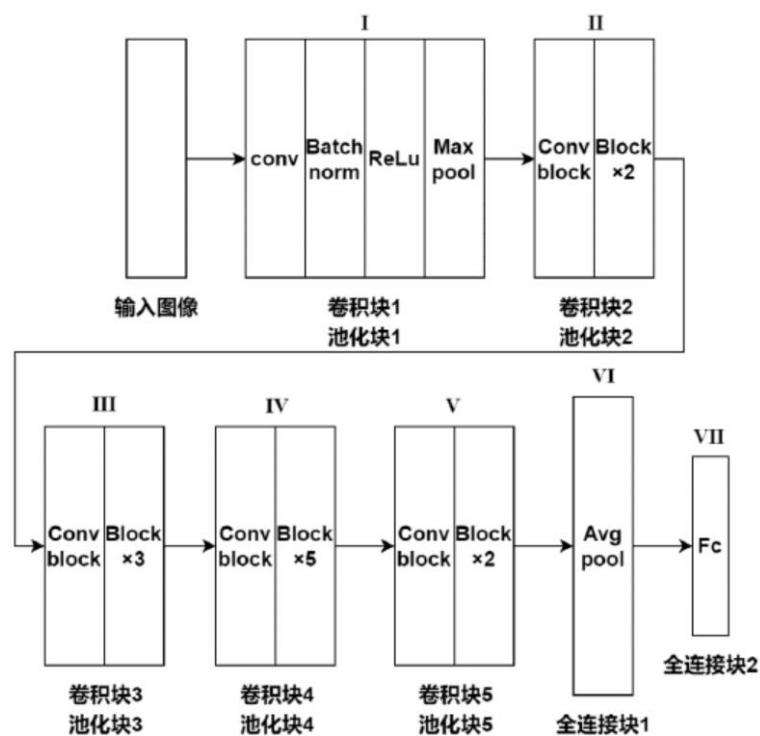 I
II
conv
Batch
norm
ReLu
Max
pool
Conv
block
Block
×2
输入图像
卷积块1
池化块1
卷积块2
池化块2
III
IV
V
VI
VII
Conv
block
Block
×3
Conv
block
Block
×5
Conv
block
Block
×2
Avg
pool
Fc
卷积块3
池化块3
卷积块4
池化块4
卷积块5
池化块5
全连接块1
全连接块2